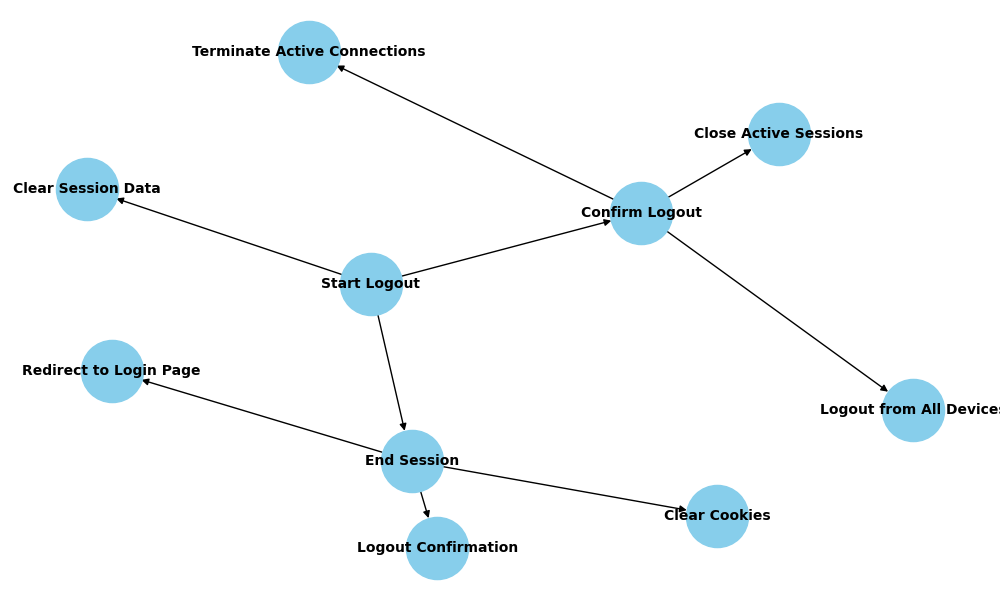 Terminate Active Connections
Close Active Sessions
Clear Session Data
Confirm Logout
Start Logout
Redirect to Login Page
Logout from All Devices
End Session
Clear Cookies
Logout Confirmation